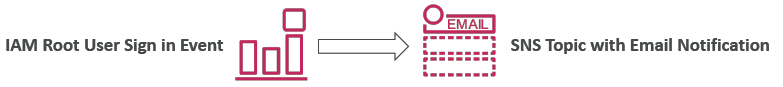 IAM Root User Sign in Event
EMAIL
SNS Topic with Email Notification